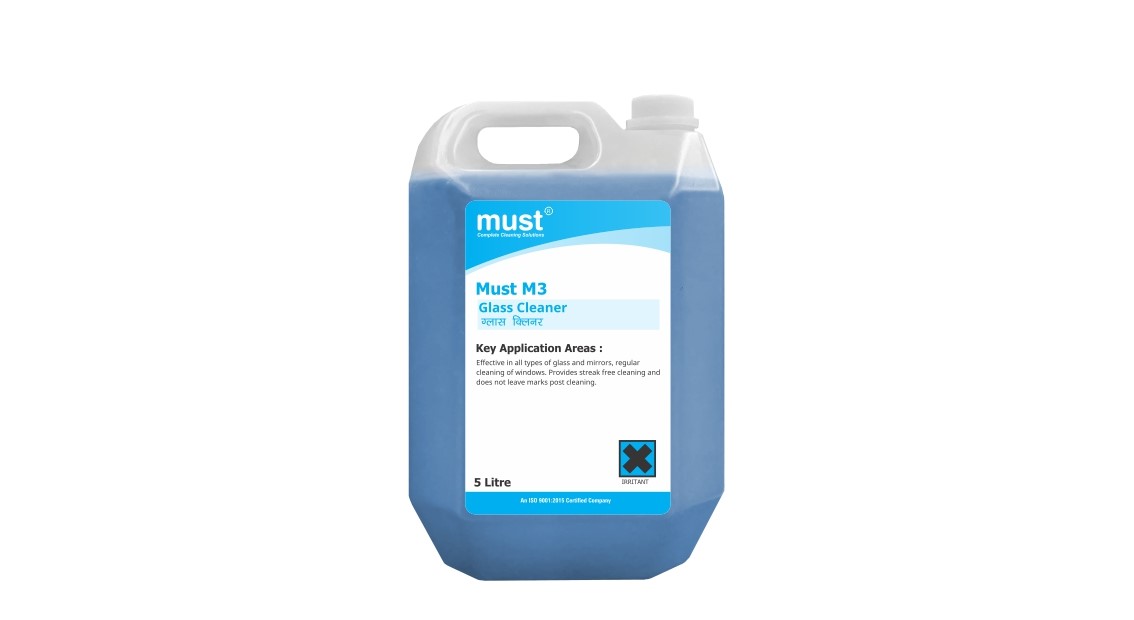 must®
Complete Cleaning Solutions
Must M3
Glass Cleaner
ग्लास क्लिनर
Key Application Areas :
Effective in all types of glass and mirrors, regular
cleaning of windows. Provides streak free cleaning and
does not leave marks post cleaning.
IRRITANT
5 Litre
An ISO 9001:2015 Certified Company